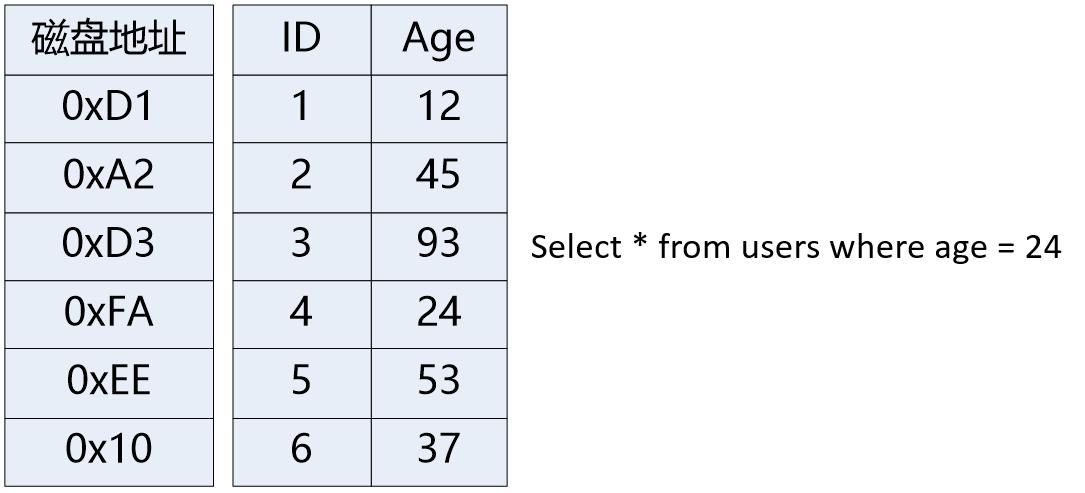 磁盘地址 ID Age
0xD1 1 12
0xA2 2 45
0xD3 3 93
Select * from users where age = 24
0xFA 4 24
0xEE 5 53
0x10 6 37